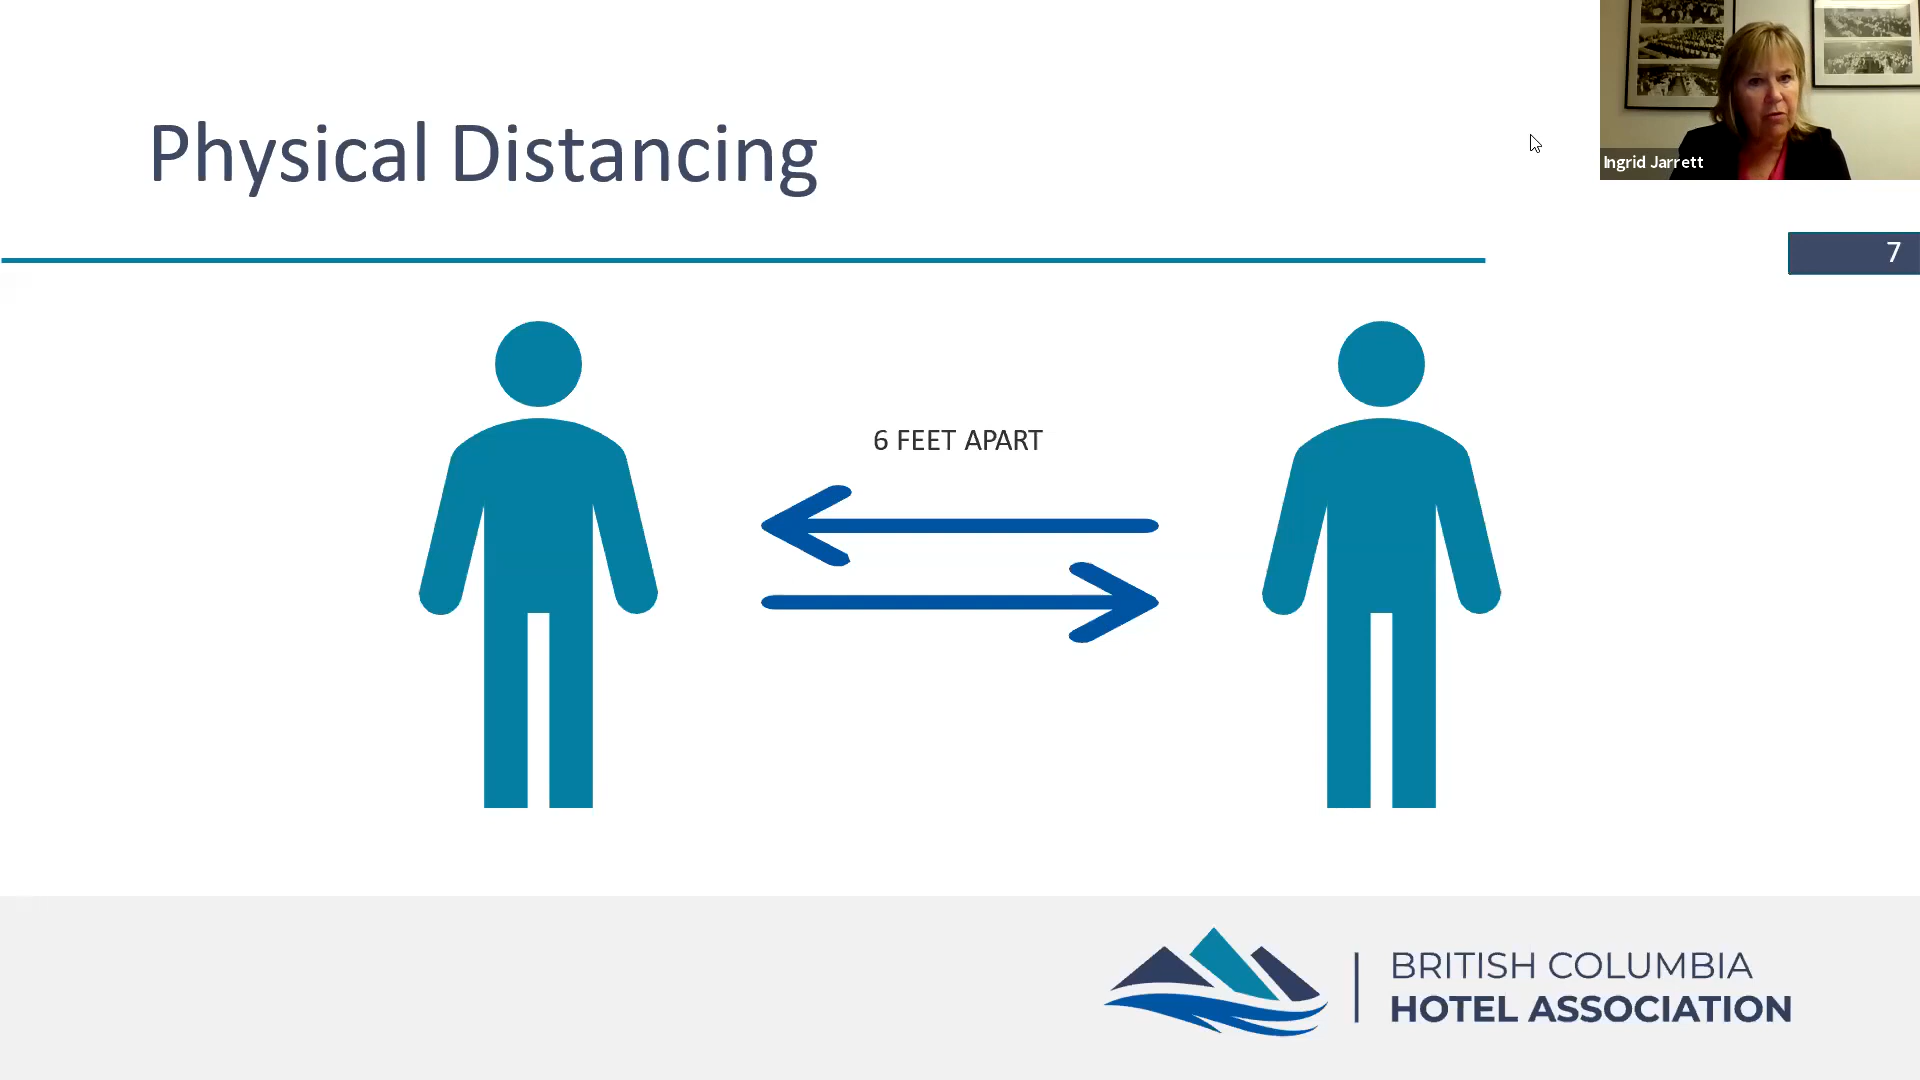 Physical Distancing
Ingrid Jarrett
7
6 FEET APART
BRITISH COLUMBIA
HOTEL ASSOCIATION